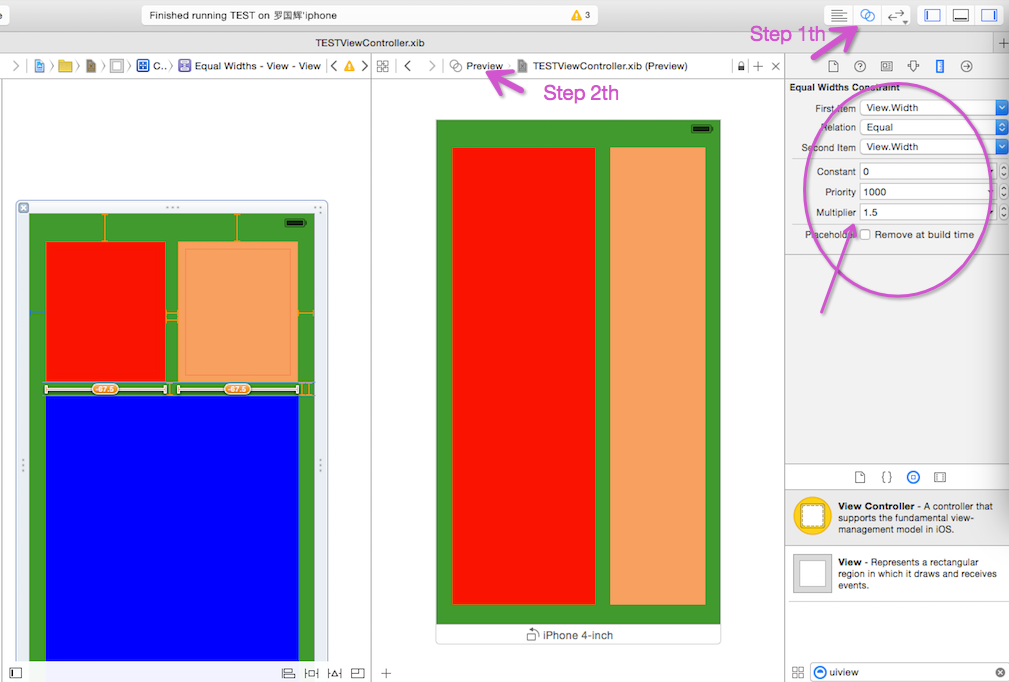 Finished running TEST on 罗国辉'iphone
3
Step 1th
TESTViewController.xib
C... Equal Widths - View - View
Preview
TESTViewController.xib (Preview)
Step 2th
Equal Widths Constraint
First Item View.Width
Relation Equal
Second Item View.Width
Constant 0
Priority 1000
Multiplier 1.5
Placeholder Remove at build time
-67.5
-67.5
View Controller - A controller that
supports the fundamental view-
management model in iOS.
View - Represents a rectangular
region in which it draws and receives
events.
iPhone 4-inch
uiview